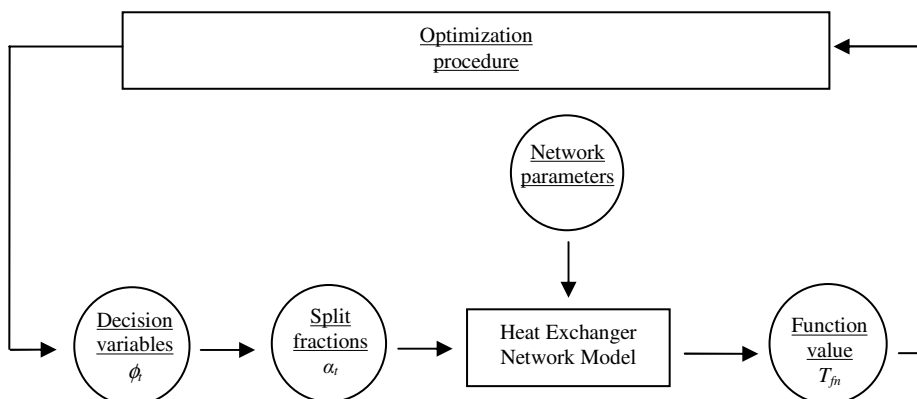 Optimization
procedure
Network
parameters
Decision
variables
ϕt
Split
fractions
αt
Heat Exchanger
Network Model
Function
value
Tfn